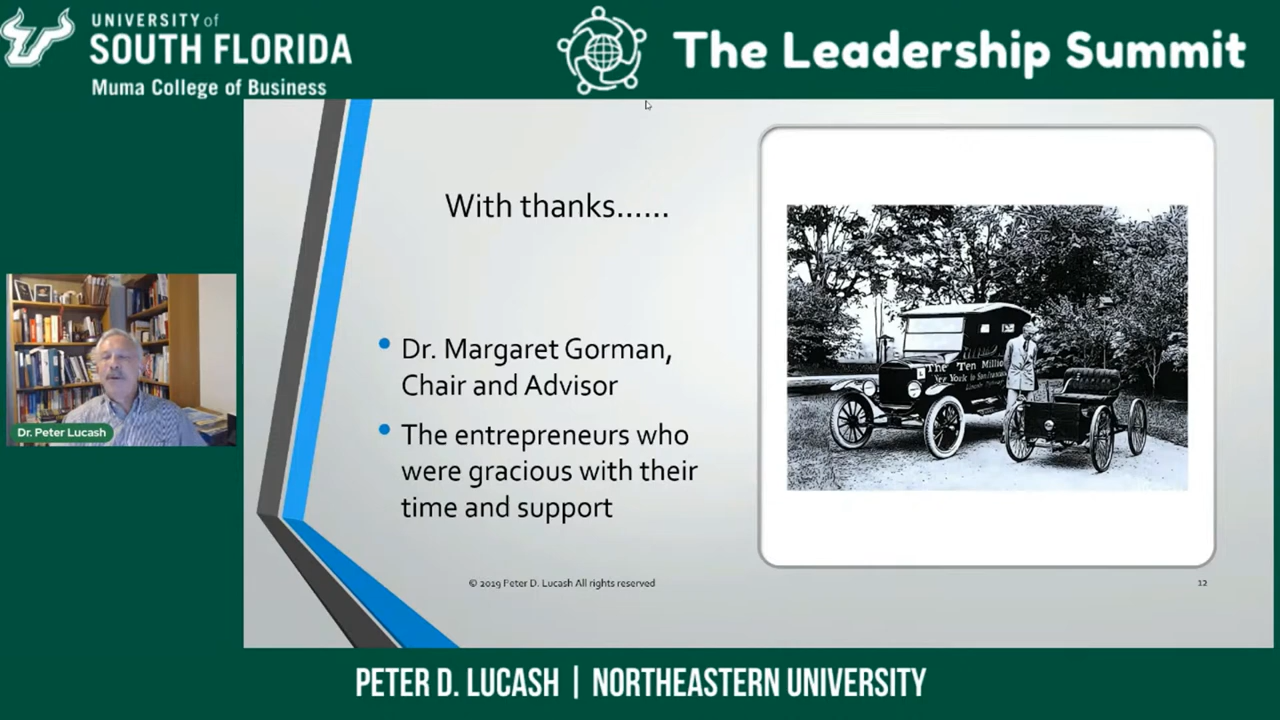 UNIVERSITY of
SOUTH FLORIDA
Muma College of Business
The Leadership Summit
With thanks......
Dr. Margaret Gorman,
Chair and Advisor
The entrepreneurs who
were gracious with their
time and support
The Ten Millio
New York to San Francisco
Dr. Peter Lucash
© 2019 Peter D. Lucash All rights reserved
12
PETER D. LUCASH | NORTHEASTERN UNIVERSITY